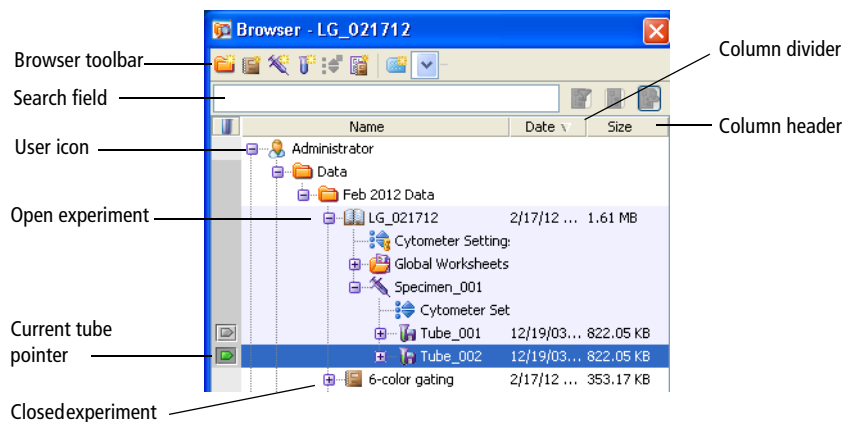 Browser - LG_021712
Browser toolbar
Column divider
Search field
Name Date Size
Column header
User icon
Administrator
Data
Feb 2012 Data
Open experiment
LG_021712 2/17/12 ... 1.61 MB
Cytometer Setting:
Global Worksheets
Specimen_001
Cytometer Set
Current tube
pointer
Tube_001 12/19/03... 822.05 KB
Tube_002 12/19/03... 822.05 KB
6-color gating 2/17/12 ... 353.17 KB
Closedexperiment